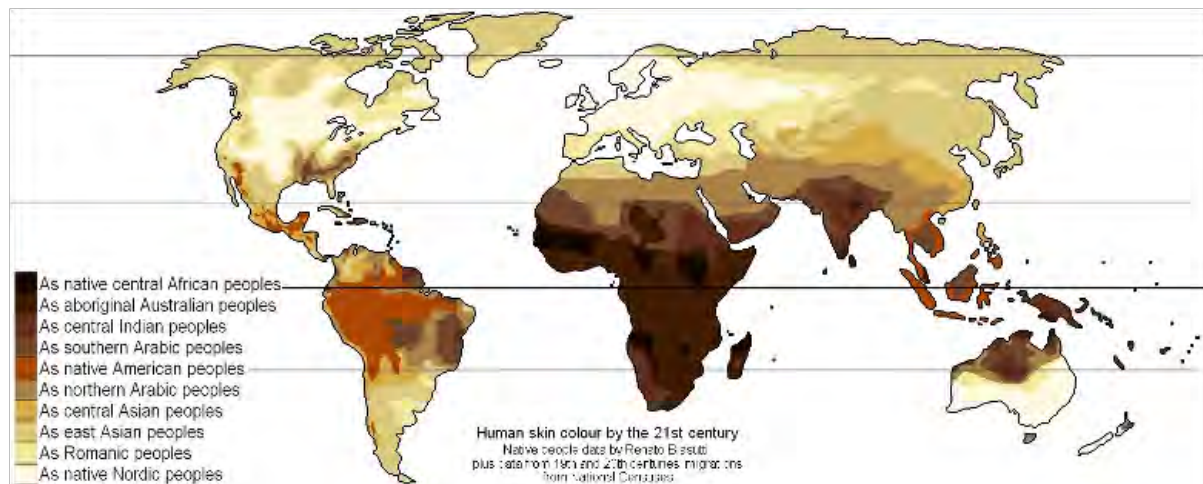 As native central African peoples
As aboriginal Australian peoples
As central Indian peoples
As southern Arabic peoples
As native American peoples
As northern Arabic peoples
As central Asian peoples
As east Asian peoples
As Romanic peoples
As native Nordic peoples
Human skin colour by the 21st century
Native people data by Renato Biasutti
plus data from 19th and 20th centuries migrations
from National Censuses